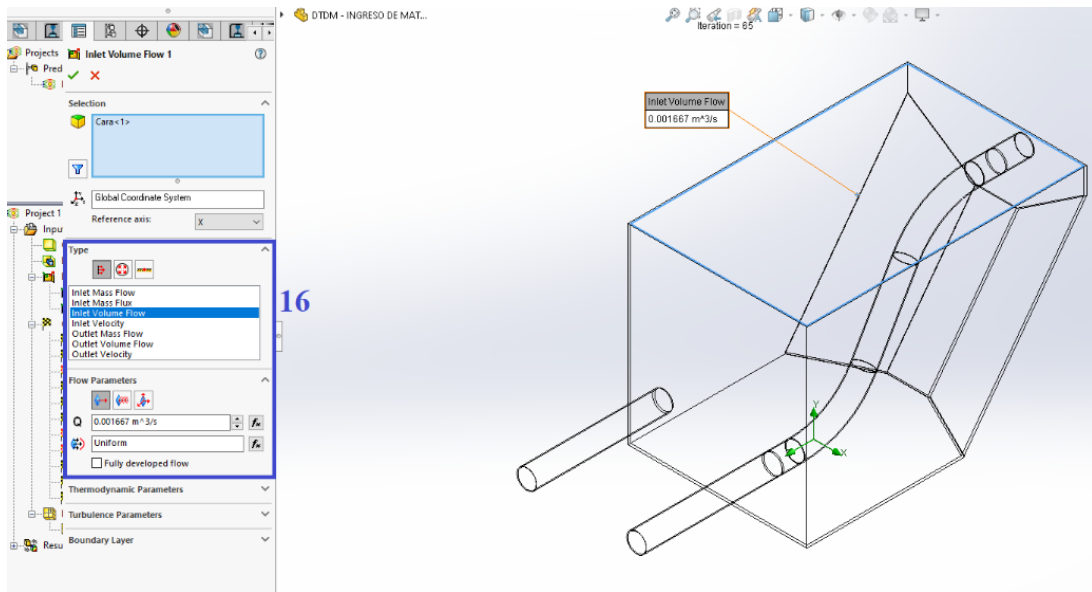 DTDM - INGRESO DE MAT...
Iteration = 65
Projects
Pred
Inlet Volume Flow 1
Selection
Cara<1>
Global Coordinate System
Reference axis:
X
Project 1
Inpu
Type
Inlet Mass Flow
Inlet Mass Flux
Inlet Volume Flow
Inlet Velocity
Outlet Mass Flow
Outlet Volume Flow
Outlet Velocity
16
Flow Parameters
Q
0.001667 m^3/s
Uniform
Fully developed flow
Thermodynamic Parameters
Turbulence Parameters
Boundary Layer
Resu
Inlet Volume Flow
0.001667 m^3/s
Y
X